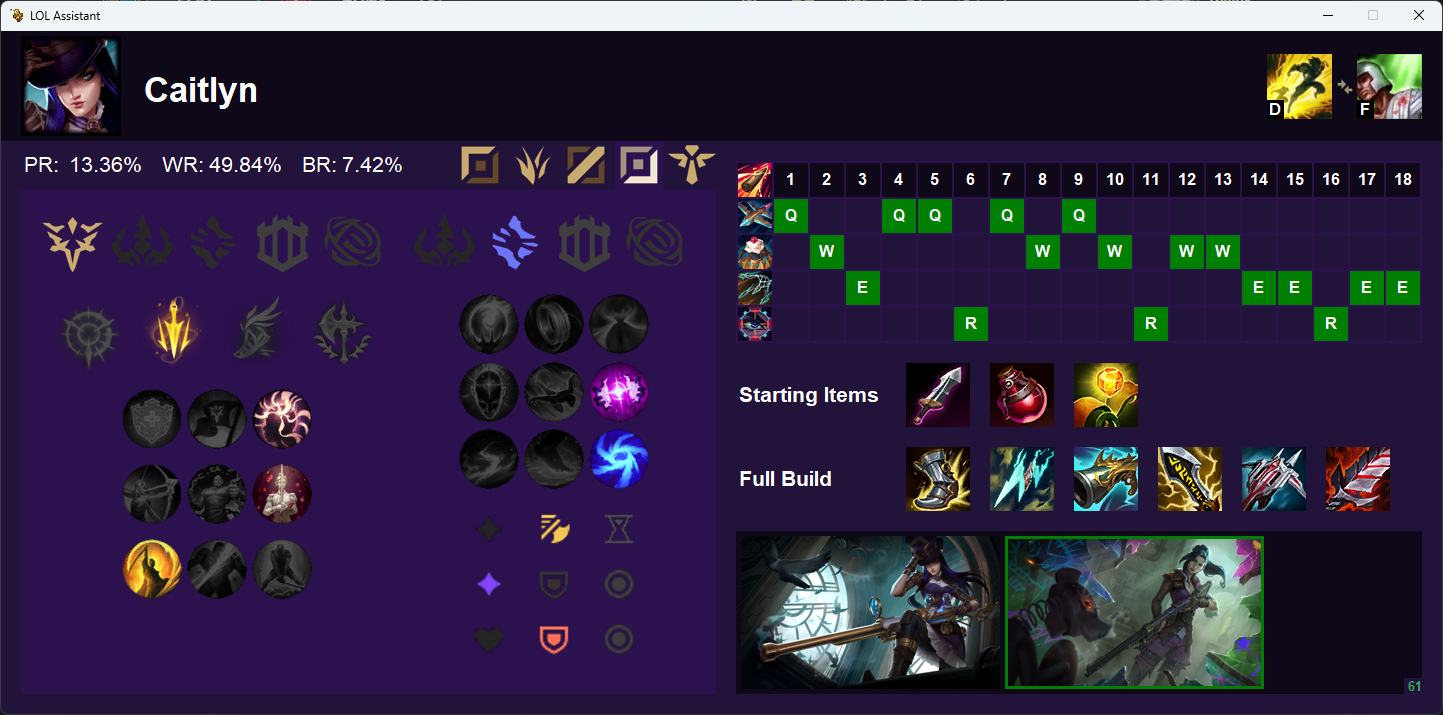 LOL Assistant
Caitlyn
D F
PR: 13.36% WR: 49.84% BR: 7.42%
1 2 3 4 5 6 7 8 9 10 11 12 13 14 15 16 17 18
Q Q Q Q Q
W W W W W
E E E E E
R R R
Starting Items
Full Build
61